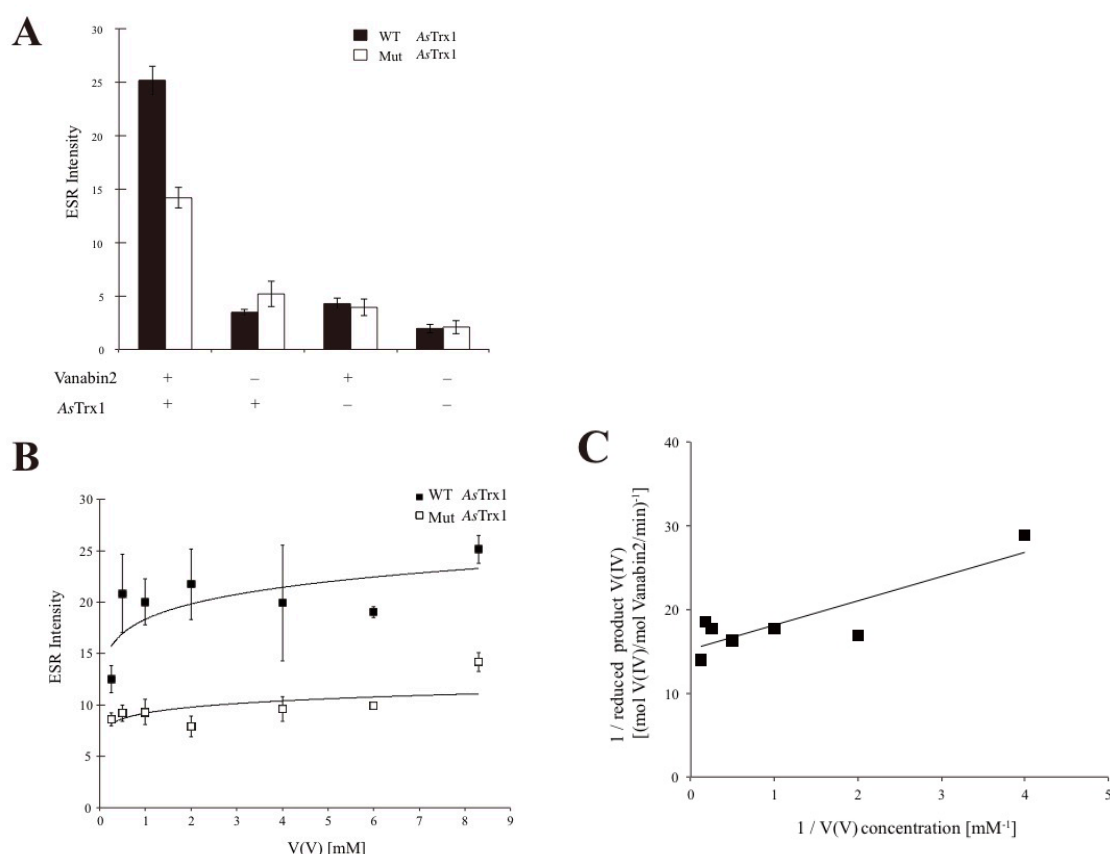 A
30
25
20
15
10
5
0
ESR Intensity
WT AsTrx1
Mut AsTrx1
Vanabin2 + – + –
AsTrx1 + + – –
B
30
25
20
15
10
5
0
ESR Intensity
WT AsTrx1
Mut AsTrx1
0 1 2 3 4 5 6 7 8 9
V(V) [mM]
C
40
30
20
10
0
1 / reduced product V(IV)
[(mol V(IV)/mol Vanabin2/min)⁻¹]
0 1 2 3 4 5
1 / V(V) concentration [mM⁻¹]